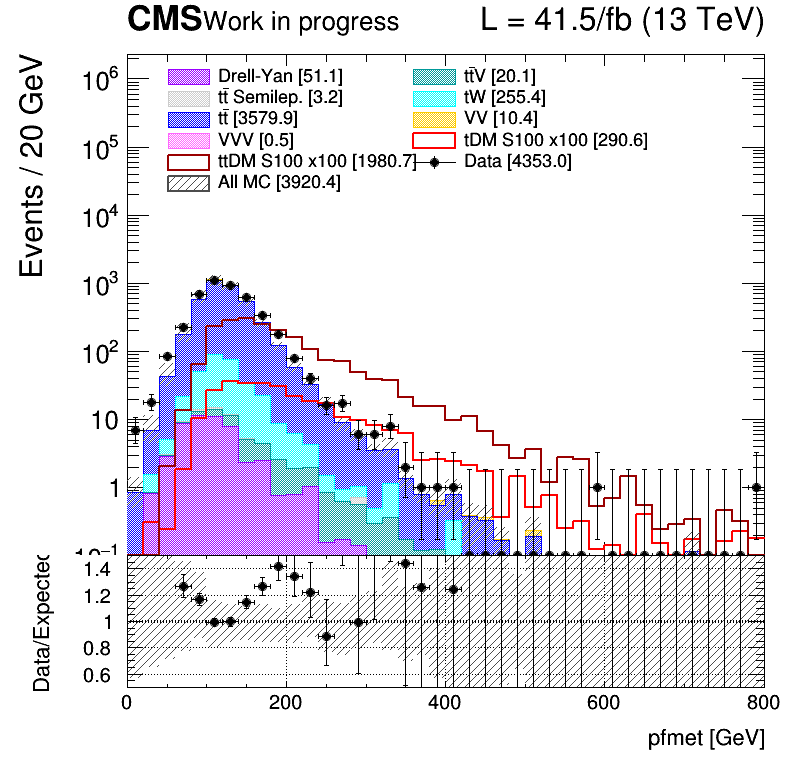 CMS Work in progress L = 41.5/fb (13 TeV)
Events / 20 GeV
Drell-Yan [51.1] tt̄V [20.1]
tt̄ Semilep. [3.2] tW [255.4]
tt̄ [3579.9] VV [10.4]
VVV [0.5] tDM S100 x100 [290.6]
ttDM S100 x100 [1980.7] Data [4353.0]
All MC [3920.4]
10⁶
10⁵
10⁴
10³
10²
10
1
10⁻¹
Data/Expected
1.4
1.2
1
0.8
0.6
0 200 400 600 800
pfmet [GeV]